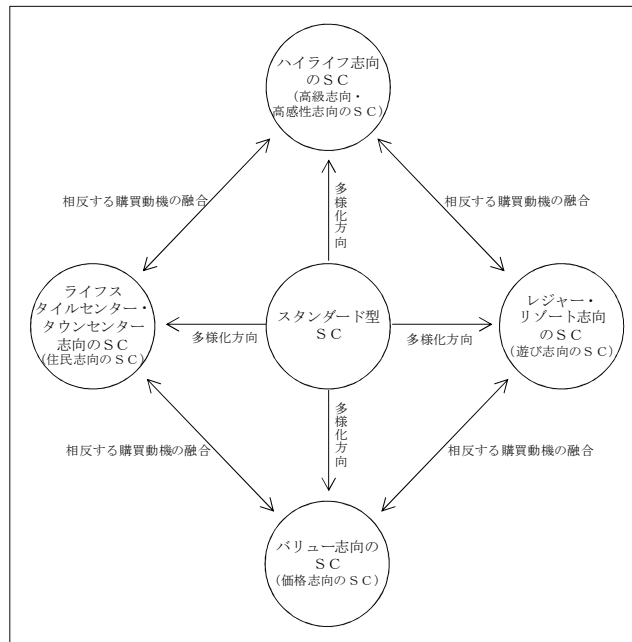 ハイライフ志向
のＳＣ
(高級志向・
高感性志向のＳＣ)
相反する購買動機の融合
多様化方向
相反する購買動機の融合
ライフス
タイルセンター・
タウンセンター
志向のＳＣ
(住民志向のＳＣ)
多様化方向
スタンダード型
ＳＣ
多様化方向
レジャー・
リゾート志向
のＳＣ
(遊び志向のＳＣ)
相反する購買動機の融合
多様化方向
相反する購買動機の融合
バリュー志向の
ＳＣ
(価格志向のＳＣ)